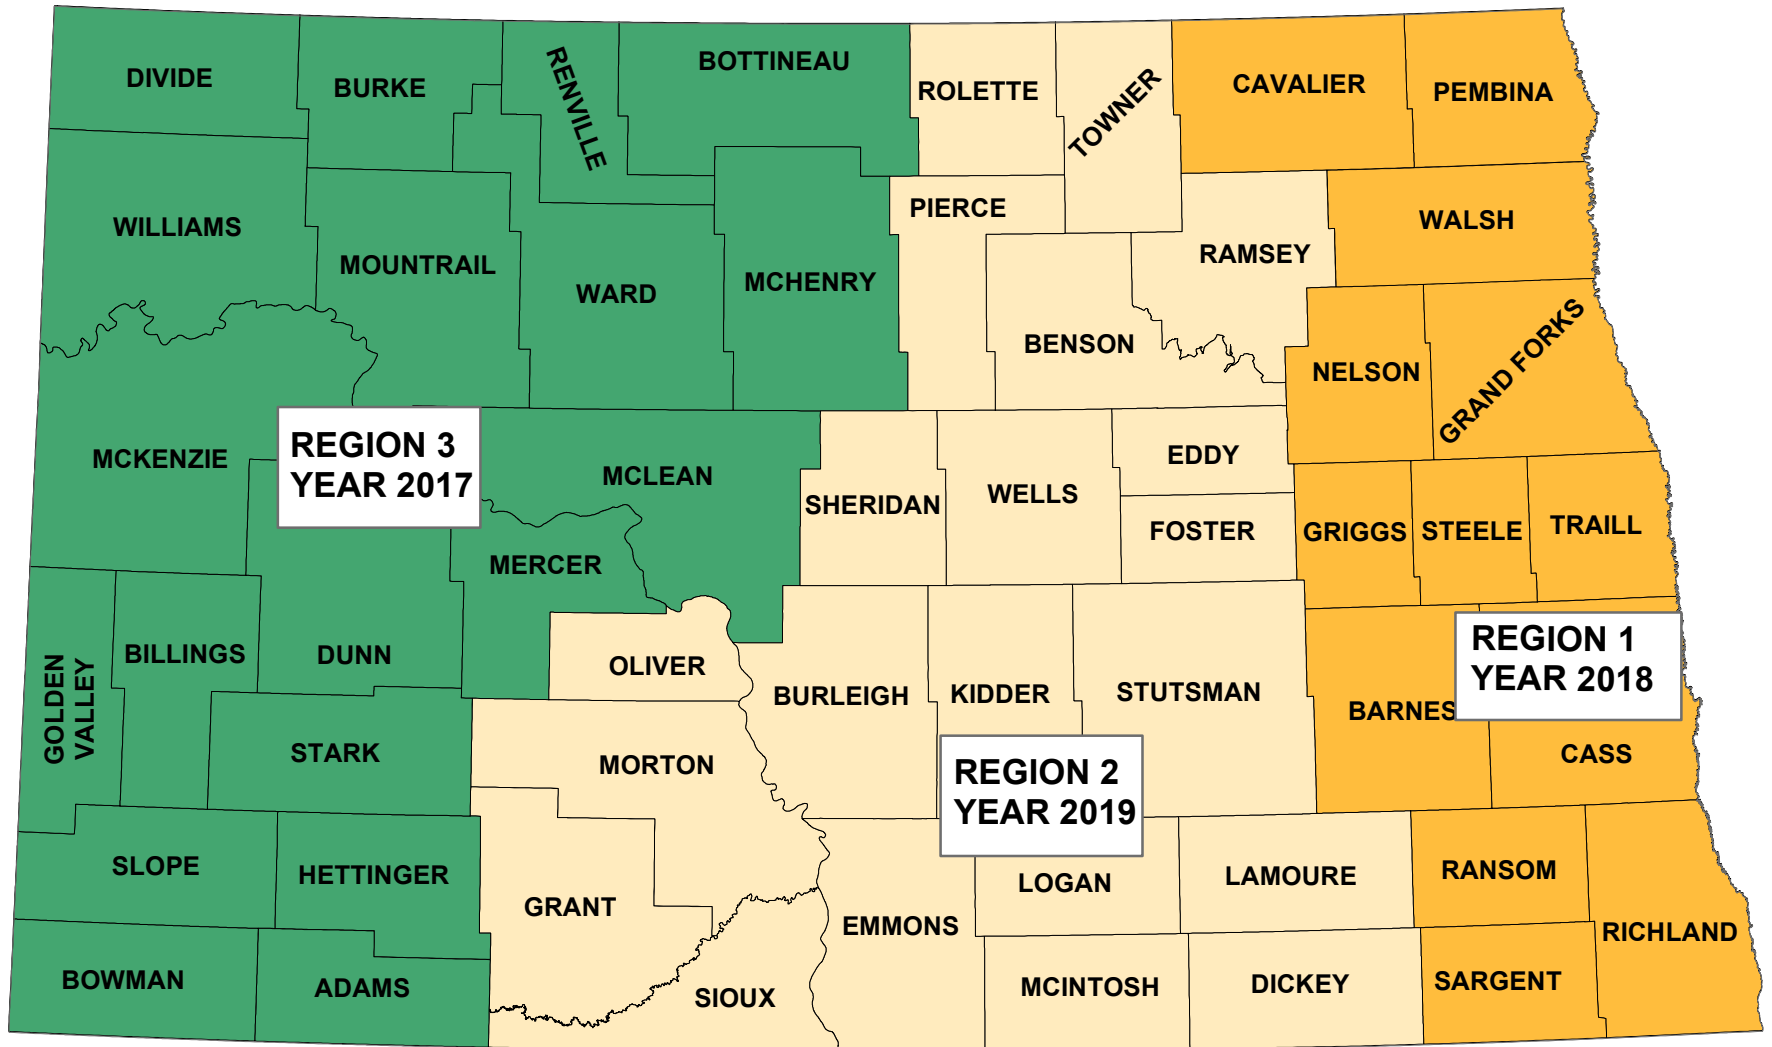 DIVIDE
BURKE
RENVILLE
BOTTINEAU
ROLETTE
TOWNER
CAVALIER
PEMBINA
WILLIAMS
MOUNTRAIL
WARD
MCHENRY
PIERCE
BENSON
RAMSEY
WALSH
NELSON
GRAND FORKS
MCKENZIE
REGION 3
YEAR 2017
MCLEAN
SHERIDAN
WELLS
EDDY
FOSTER
GRIGGS
STEELE
TRAILL
MERCER
GOLDEN
VALLEY
BILLINGS
DUNN
OLIVER
BURLEIGH
KIDDER
STUTSMAN
BARNES
REGION 1
YEAR 2018
CASS
STARK
MORTON
REGION 2
YEAR 2019
SLOPE
HETTINGER
GRANT
EMMONS
LOGAN
LAMOURE
RANSOM
RICHLAND
BOWMAN
ADAMS
SIOUX
MCINTOSH
DICKEY
SARGENT